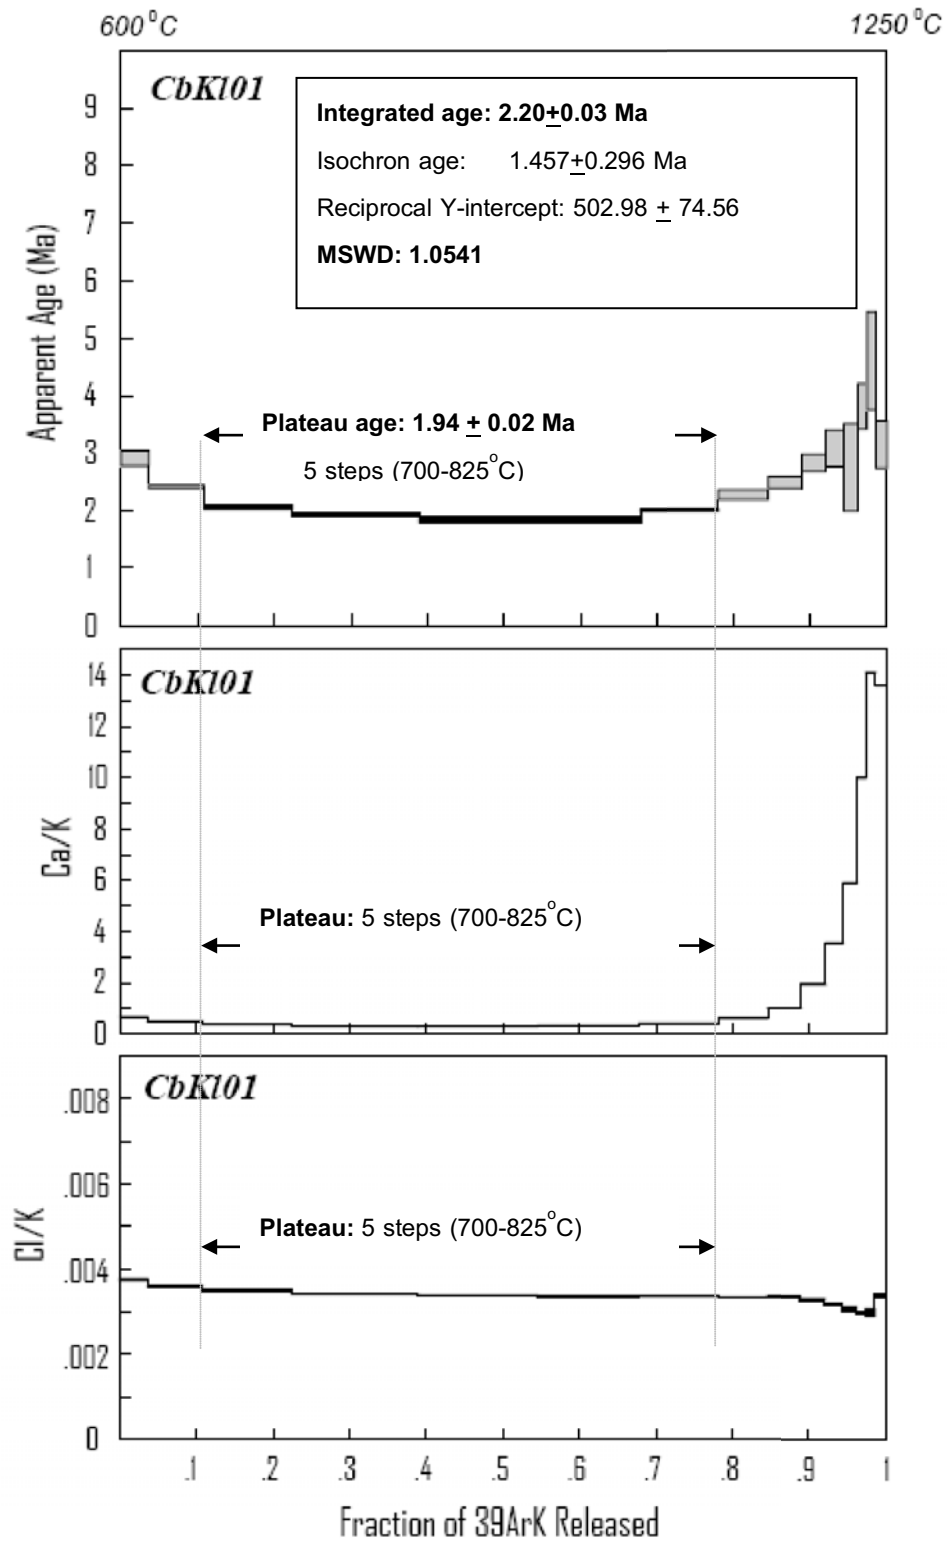 600 °C
1250 °C
CbKl01
Integrated age: 2.20±0.03 Ma
Isochron age: 1.457±0.296 Ma
Reciprocal Y-intercept: 502.98 ± 74.56
MSWD: 1.0541
Apparent Age (Ma)
9
8
7
6
5
4
3
2
1
0
Plateau age: 1.94 ± 0.02 Ma
5 steps (700-825°C)
CbKl01
Ca/K
14
12
10
8
6
4
2
0
Plateau: 5 steps (700-825°C)
CbKl01
Cl/K
.008
.006
.004
.002
0
Plateau: 5 steps (700-825°C)
.1 .2 .3 .4 .5 .6 .7 .8 .9 1
Fraction of 39ArK Released